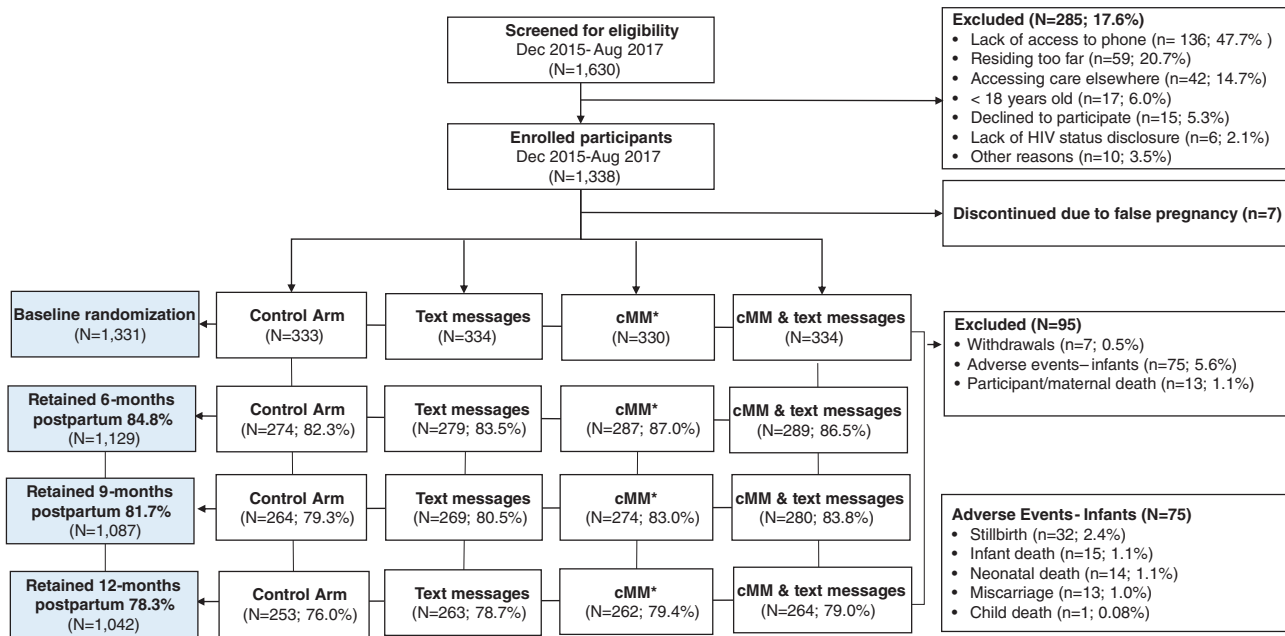 Screened for eligibility
Dec 2015- Aug 2017
(N=1,630)
Excluded (N=285; 17.6%)
• Lack of access to phone (n= 136; 47.7% )
• Residing too far (n=59; 20.7%)
• Accessing care elsewhere (n=42; 14.7%)
• < 18 years old (n=17; 6.0%)
• Declined to participate (n=15; 5.3%)
• Lack of HIV status disclosure (n=6; 2.1%)
• Other reasons (n=10; 3.5%)
Enrolled participants
Dec 2015-Aug 2017
(N=1,338)
Discontinued due to false pregnancy (n=7)
Baseline randomization
(N=1,331)
Control Arm
(N=333)
Text messages
(N=334)
cMM*
(N=330)
cMM & text messages
(N=334)
Excluded (N=95)
• Withdrawals (n=7; 0.5%)
• Adverse events–infants (n=75; 5.6%)
• Participant/maternal death (n=13; 1.1%)
Retained 6-months
postpartum 84.8%
(N=1,129)
Control Arm
(N=274; 82.3%)
Text messages
(N=279; 83.5%)
cMM*
(N=287; 87.0%)
cMM & text messages
(N=289; 86.5%)
Retained 9-months
postpartum 81.7%
(N=1,087)
Control Arm
(N=264; 79.3%)
Text messages
(N=269; 80.5%)
cMM*
(N=274; 83.0%)
cMM & text messages
(N=280; 83.8%)
Retained 12-months
postpartum 78.3%
(N=1,042)
Control Arm
(N=253; 76.0%)
Text messages
(N=263; 78.7%)
cMM*
(N=262; 79.4%)
cMM & text messages
(N=264; 79.0%)
Adverse Events- Infants (N=75)
• Stillbirth (n=32; 2.4%)
• Infant death (n=15; 1.1%)
• Neonatal death (n=14; 1.1%)
• Miscarriage (n=13; 1.0%)
• Child death (n=1; 0.08%)